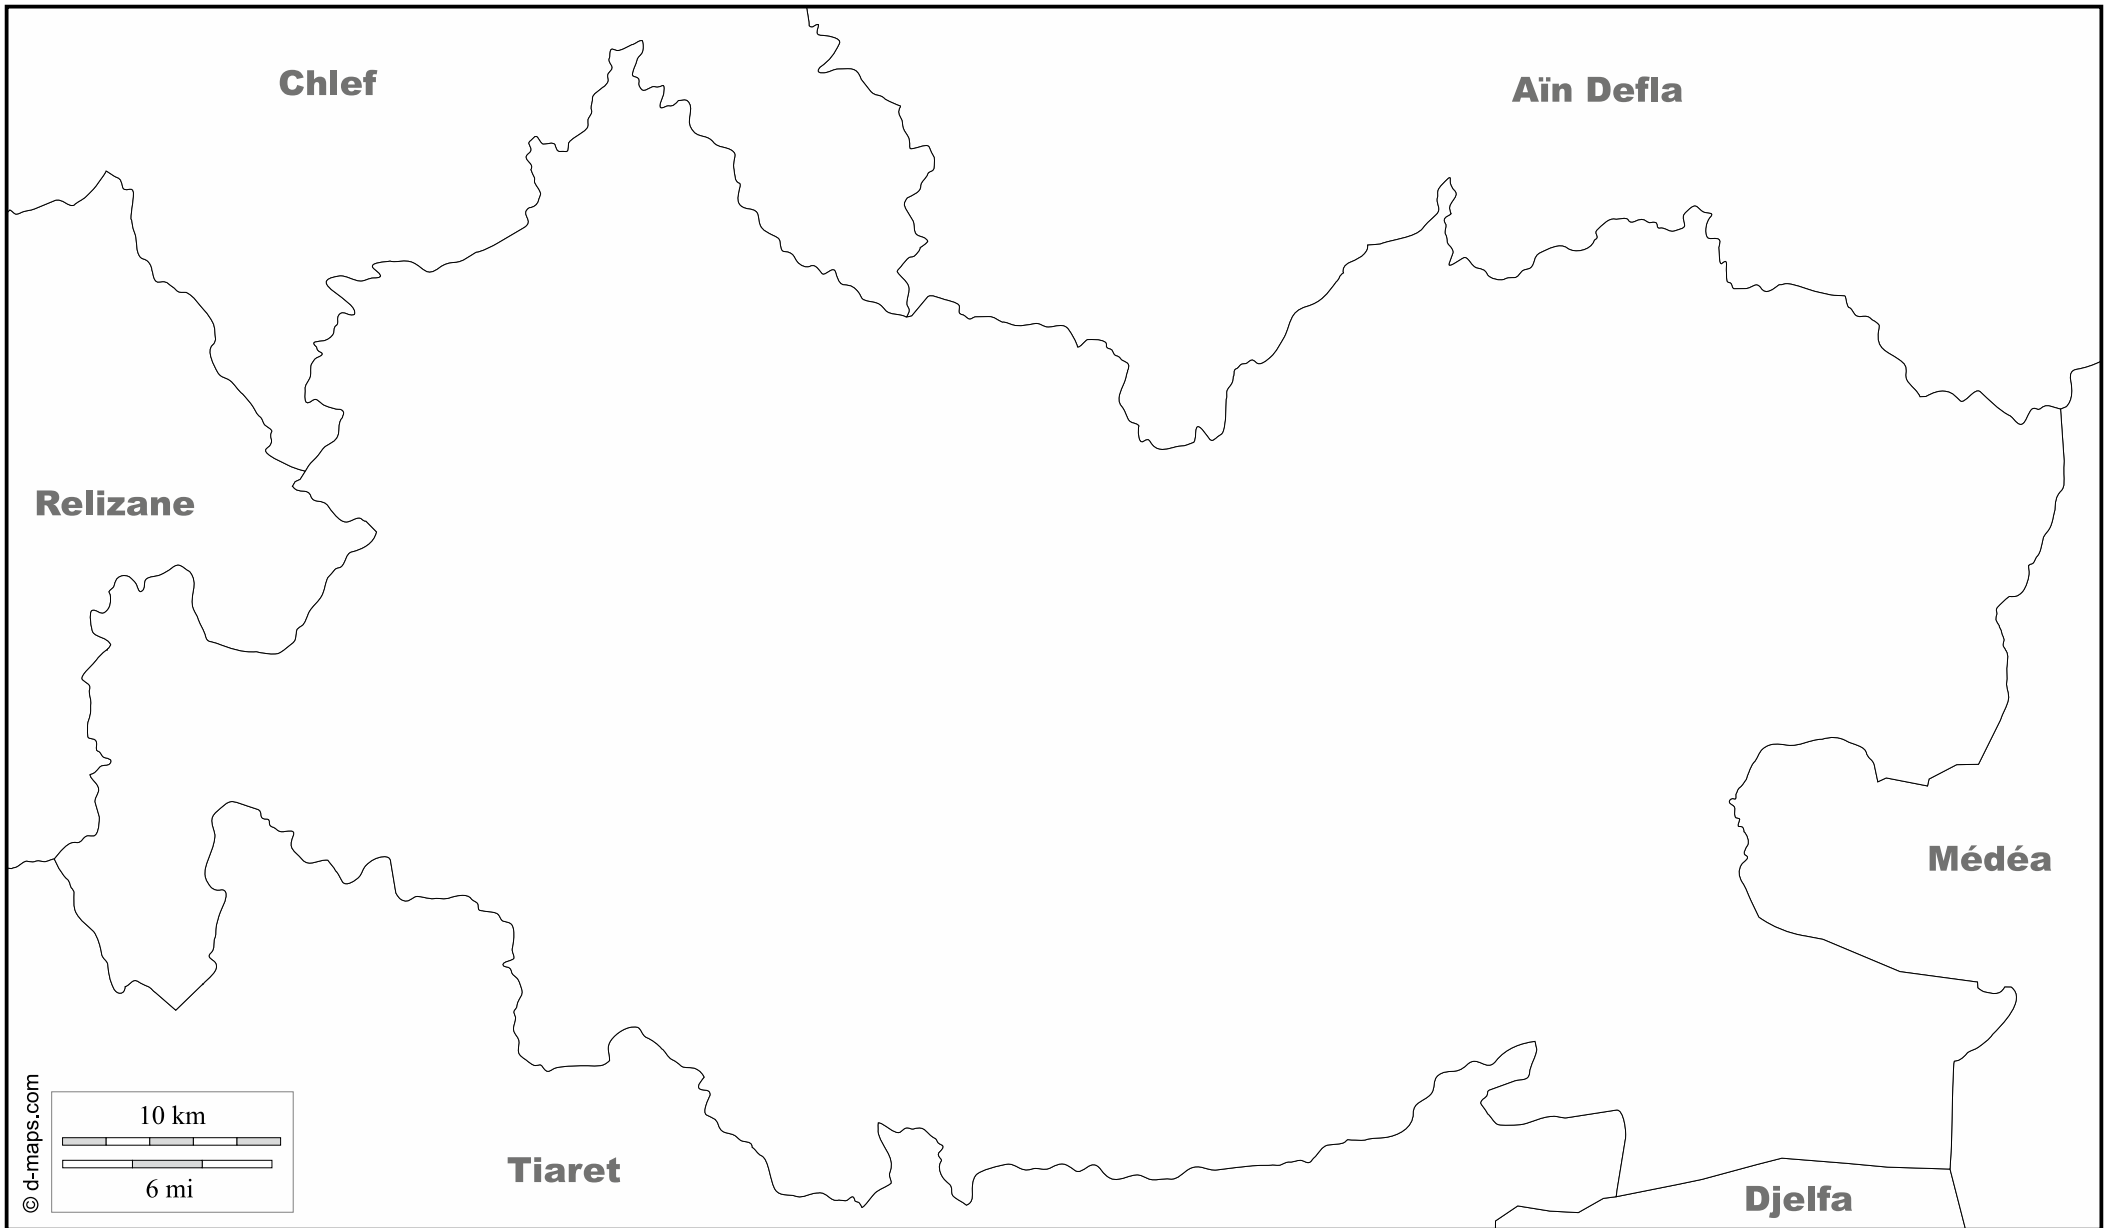 Chlef
Aïn Defla
Relizane
Médéa
10 km
6 mi
© d-maps.com
Tiaret
Djelfa